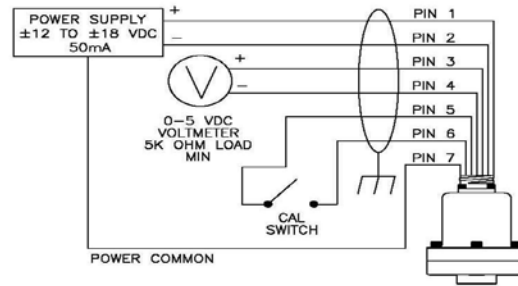 POWER SUPPLY
±12 TO ±18 VDC
50mA
+
−
+
−
V
0-5 VDC
VOLTMETER
5K OHM LOAD
MIN
CAL
SWITCH
POWER COMMON
PIN 1
PIN 2
PIN 3
PIN 4
PIN 5
PIN 6
PIN 7